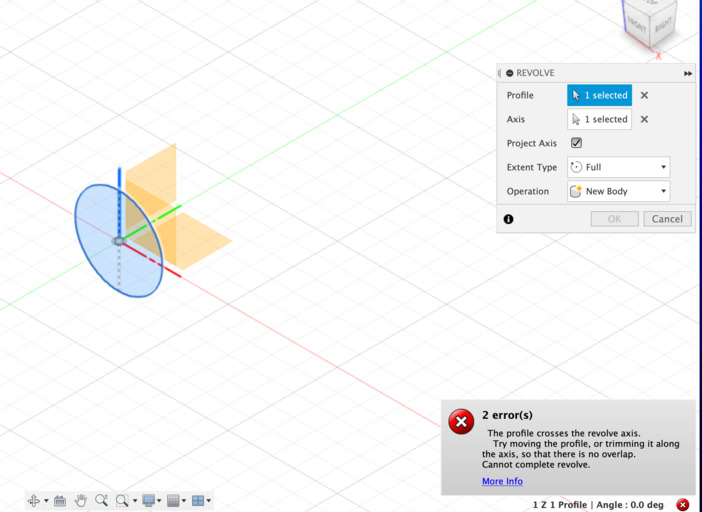 FRONT
RIGHT
X
REVOLVE
Profile
1 selected
Axis
1 selected
Project Axis
Extent Type
Full
Operation
New Body
OK
Cancel
2 error(s)
The profile crosses the revolve axis.
Try moving the profile, or trimming it along
the axis, so that there is no overlap.
Cannot complete revolve.
More Info
1 Z 1 Profile | Angle : 0.0 deg